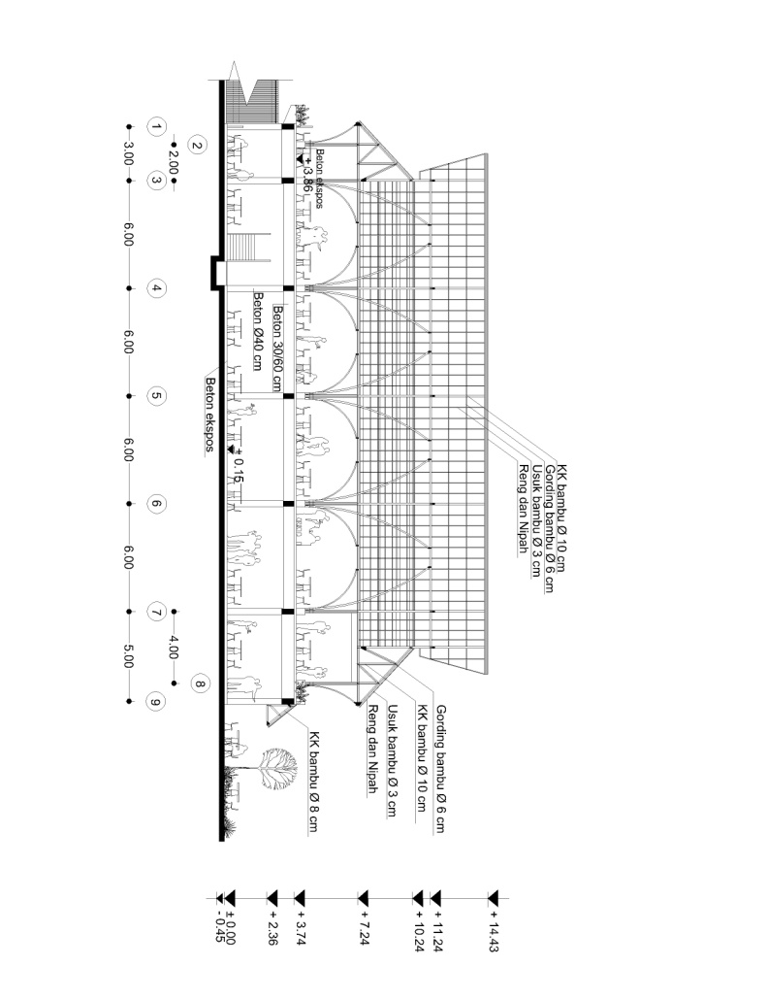 KK bambu Ø 10 cm
Gording bambu Ø 6 cm
Usuk bambu Ø 3 cm
Reng dan Nipah
Gording bambu Ø 6 cm
KK bambu Ø 10 cm
Usuk bambu Ø 3 cm
Reng dan Nipah
KK bambu Ø 8 cm
Beton ekspos
+ 3.86
Beton 30/60 cm
Beton Ø40 cm
+ 0.15
Beton ekspos
+ 14.43
+ 11.24
+ 10.24
+ 7.24
+ 3.74
+ 2.36
± 0.00
- 0.45
2
8
2.00
4.00
1
3
4
5
6
7
9
3.00
6.00
6.00
6.00
6.00
5.00